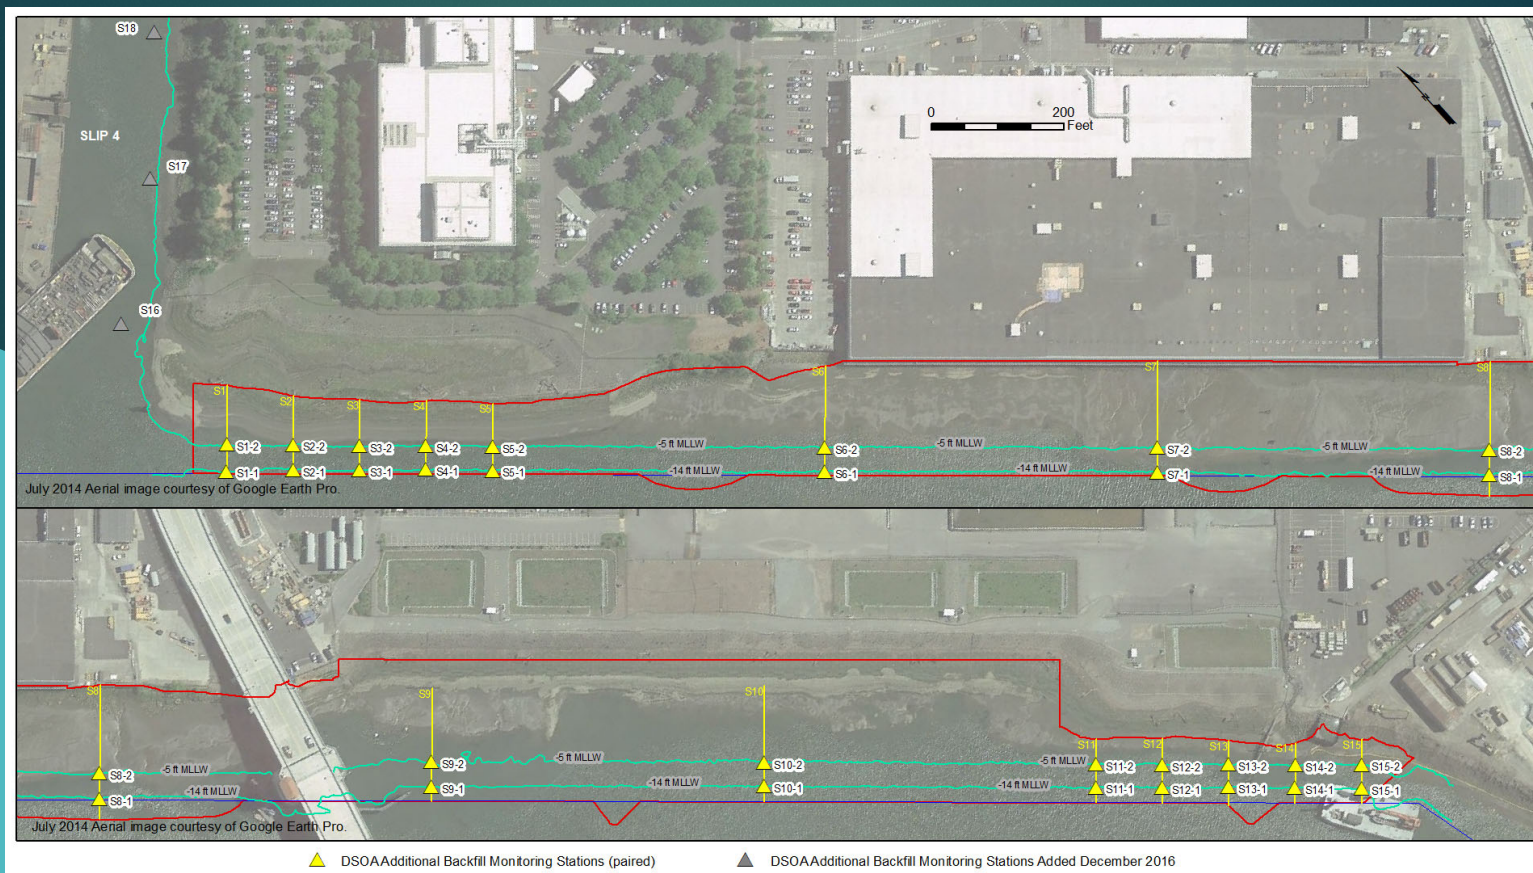 S18
SLIP 4
0 200
Feet
N
S17
S16
S1 S2 S3 S4 S5 S6 S7 S8
S1-2 S2-2 S3-2 S4-2 S5-2 -5 ft MLLW S6-2 -5 ft MLLW S7-2 -5 ft MLLW S8-2
S1-1 S2-1 S3-1 S4-1 S5-1 -14 ft MLLW S6-1 -14 ft MLLW S7-1 -14 ft MLLW S8-1
July 2014 Aerial image courtesy of Google Earth Pro.
S8 S9 S10 S11 S12 S13 S14 S15
S8-2 -5 ft MLLW S9-2 -5 ft MLLW S10-2 -5 ft MLLW S11-2 S12-2 S13-2 S14-2 S15-2
S8-1 -14 ft MLLW S9-1 -14 ft MLLW S10-1 -14 ft MLLW S11-1 S12-1 S13-1 S14-1 S15-1
July 2014 Aerial image courtesy of Google Earth Pro.
DSOAAdditional Backfill Monitoring Stations (paired)
DSOAAdditional Backfill Monitoring Stations Added December 2016